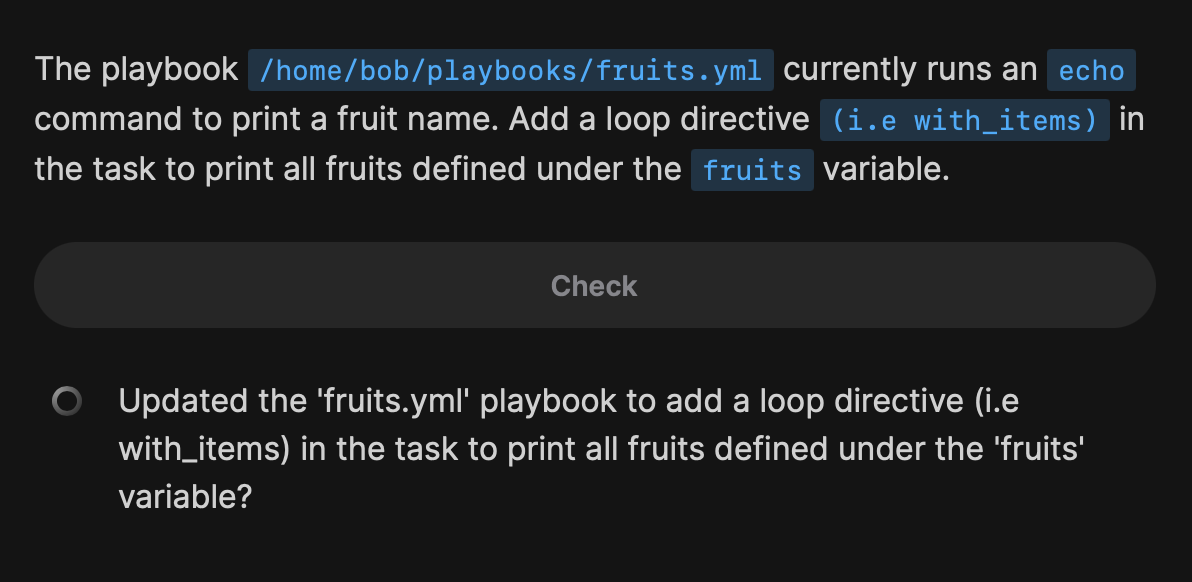 The playbook /home/bob/playbooks/fruits.yml currently runs an echo
command to print a fruit name. Add a loop directive (i.e with_items) in
the task to print all fruits defined under the fruits variable.
Check
Updated the 'fruits.yml' playbook to add a loop directive (i.e
with_items) in the task to print all fruits defined under the 'fruits'
variable?